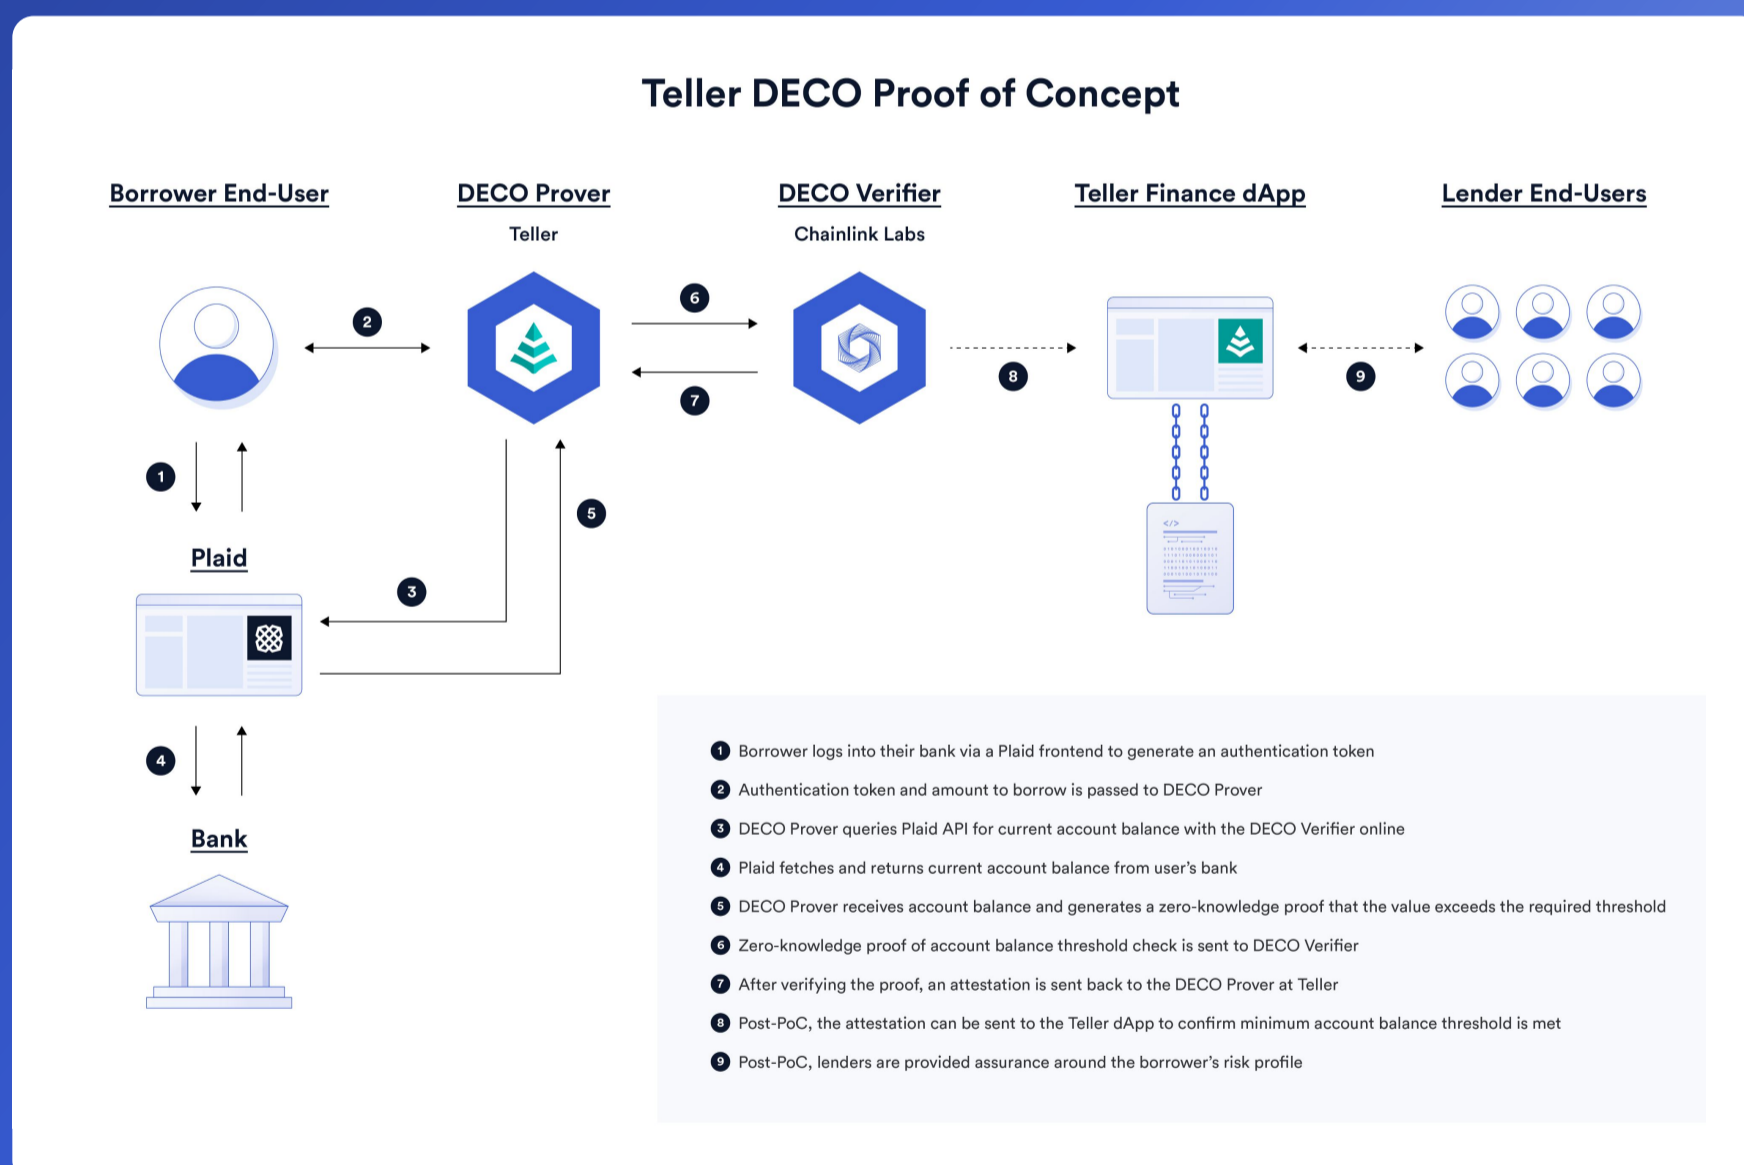 Teller DECO Proof of Concept
Borrower End-User
DECO Prover
Teller
DECO Verifier
Chainlink Labs
Teller Finance dApp
Lender End-Users
2
6
7
8
9
1
5
Plaid
3
4
Bank
</>
1 Borrower logs into their bank via a Plaid frontend to generate an authentication token
2 Authentication token and amount to borrow is passed to DECO Prover
3 DECO Prover queries Plaid API for current account balance with the DECO Verifier online
4 Plaid fetches and returns current account balance from user’s bank
5 DECO Prover receives account balance and generates a zero-knowledge proof that the value exceeds the required threshold
6 Zero-knowledge proof of account balance threshold check is sent to DECO Verifier
7 After verifying the proof, an attestation is sent back to the DECO Prover at Teller
8 Post-PoC, the attestation can be sent to the Teller dApp to confirm minimum account balance threshold is met
9 Post-PoC, lenders are provided assurance around the borrower’s risk profile